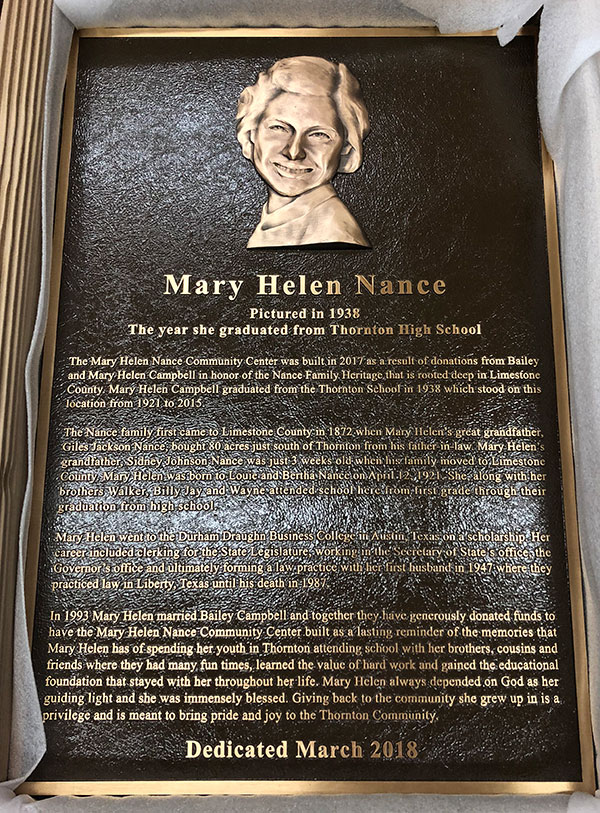 Mary Helen Nance
Pictured in 1938
The year she graduated from Thornton High School
The Mary Helen Nance Community Center was built in 2017 as a result of donations from Bailey
and Mary Helen Campbell in honor of the Nance Family Heritage that is rooted deep in Limestone
County. Mary Helen Campbell graduated from the Thornton School in 1938 which stood on this
location from 1921 to 2015.
The Nance family first came to Limestone County in 1872 when Mary Helen's great grandfather,
Giles Jackson Nance, bought 80 acres just south of Thornton from his father-in-law. Mary Helen's
grandfather, Sidney Johnson Nance was just 3 weeks old when his family moved to Limestone
County. Mary Helen was born to Louie and Bertha Nance on April 12, 1921. She, along with her
brothers Walker, Billy Jay and Wayne attended school here from first grade through their
graduation from high school.
Mary Helen went to the Durham Draughn Business College in Austin, Texas on a scholarship. Her
career included clerking for the State Legislature, working in the Secretary of State's office, the
Governor's office and ultimately forming a law practice with her first husband in 1947 where they
practiced law in Liberty, Texas until his death in 1987.
In 1993 Mary Helen married Bailey Campbell and together they have generously donated funds to
have the Mary Helen Nance Community Center built as a lasting reminder of the memories that
Mary Helen has of spending her youth in Thornton attending school with her brothers, cousins and
friends where they had many fun times, learned the value of hard work and gained the educational
foundation that stayed with her throughout her life. Mary Helen always depended on God as her
guiding light and she was immensely blessed. Giving back to the community she grew up in is a
privilege and is meant to bring pride and joy to the Thornton Community.
Dedicated March 2018